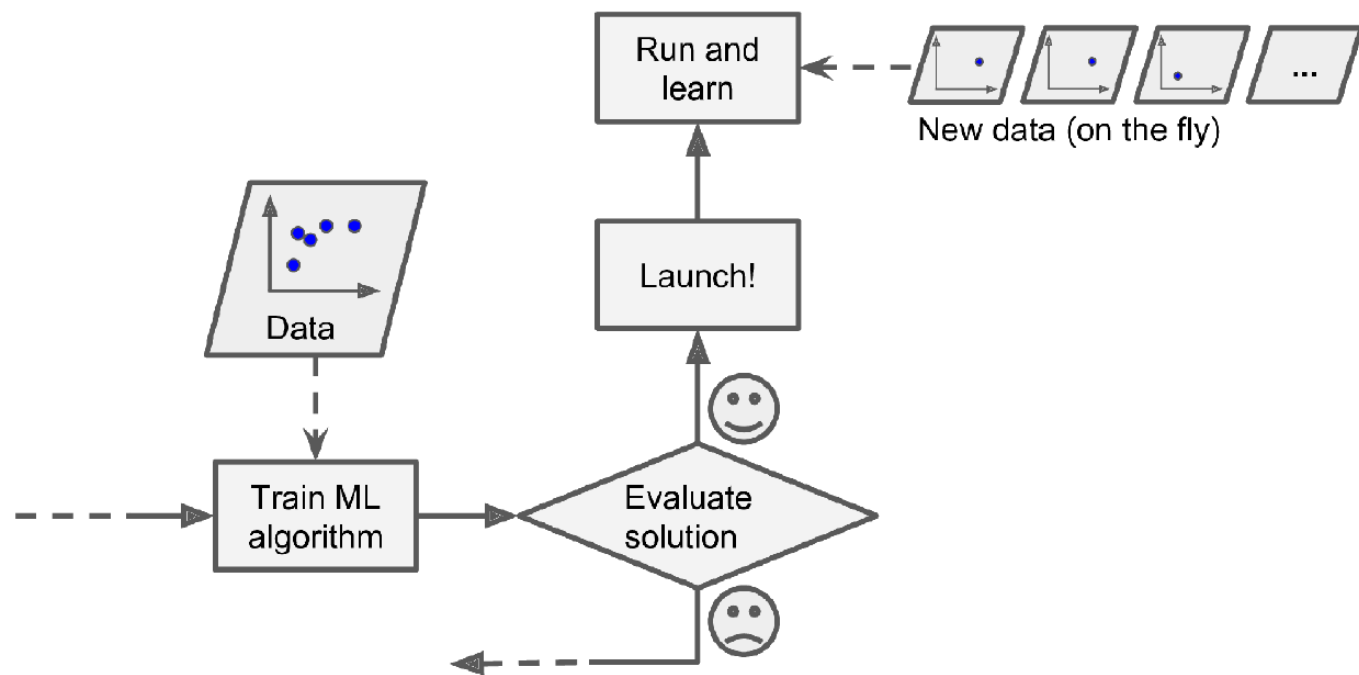 Run and
learn
...
New data (on the fly)
Launch!
Data
Train ML
algorithm
Evaluate
solution